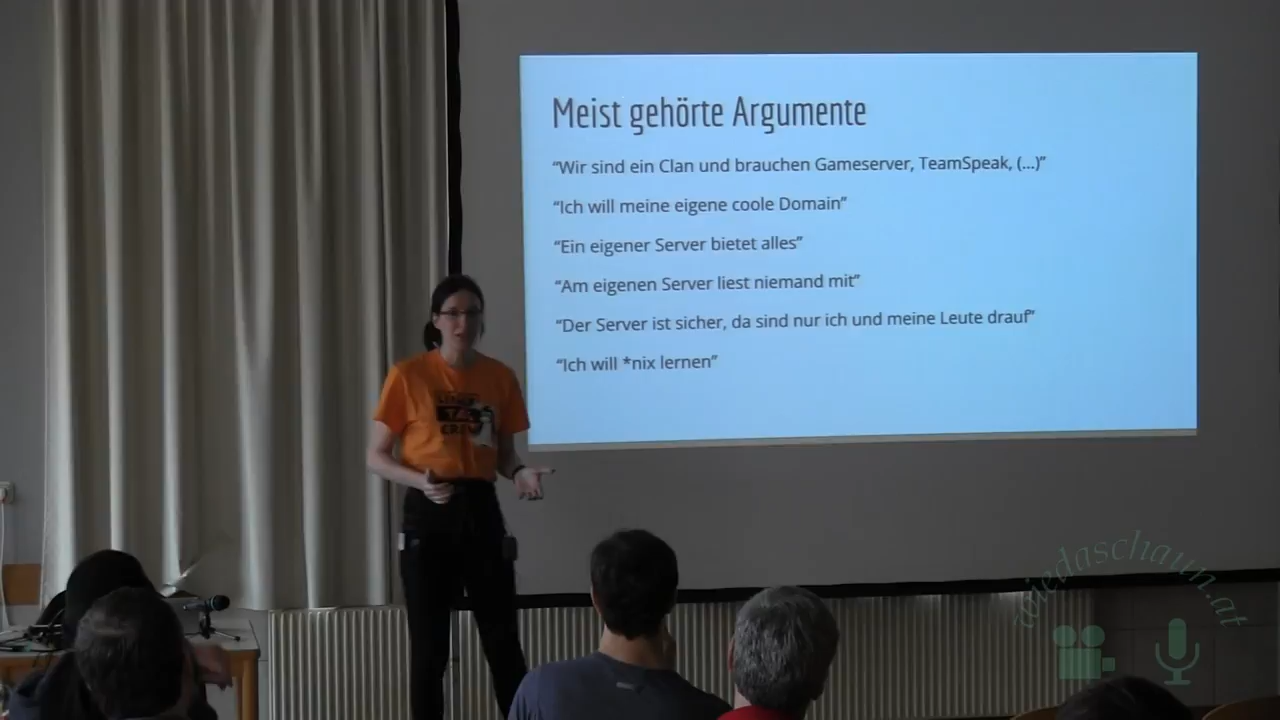 Meist gehörte Argumente
“Wir sind ein Clan und brauchen Gameserver, TeamSpeak, (...)”
“Ich will meine eigene coole Domain”
“Ein eigener Server bietet alles”
“Am eigenen Server liest niemand mit”
“Der Server ist sicher, da sind nur ich und meine Leute drauf”
“Ich will *nix lernen”
wiedaschaun.at